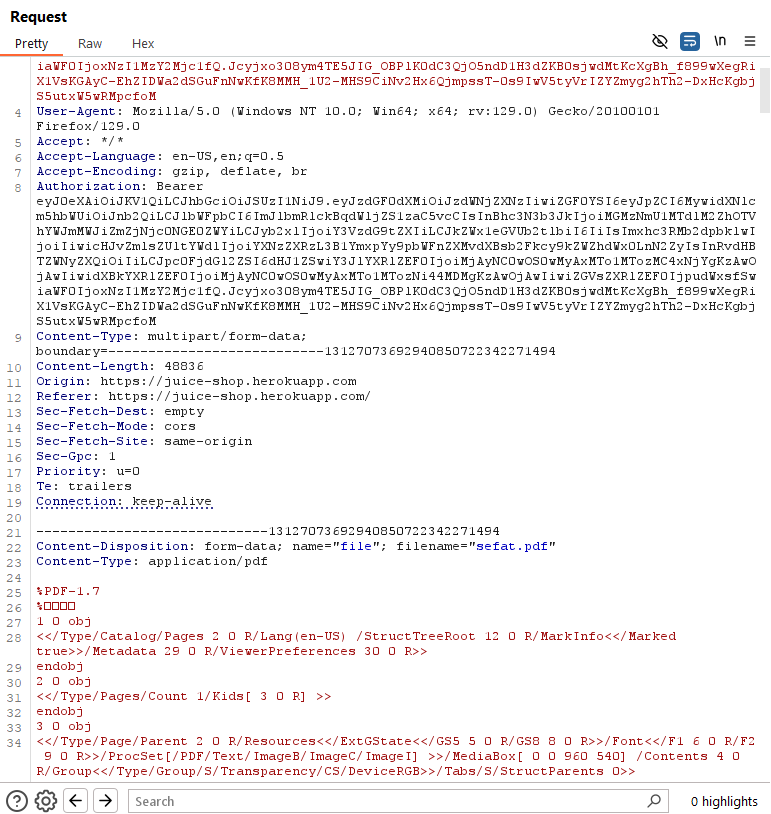 Request
Pretty Raw Hex
\n
iaWF0IjoxNzI1MzY2Mjc1fQ.Jcyjxo308ym4TE5JIG_OBP1K0dC3QjO5ndD1H3dZKB0sjwdMtKcXgBh_f899wXegRi
X1VsKGAyC-EhZIDWa2dSGuFnNwKfK8MMH_1U2-MHS9CiNv2Hx6QjmpssT-Os9IwV5tyVrIZYZmyg2hTh2-DxHcKgbj
S5utxW5wRMpcfoM
4 User-Agent: Mozilla/5.0 (Windows NT 10.0; Win64; x64; rv:129.0) Gecko/20100101
Firefox/129.0
5 Accept: */*
6 Accept-Language: en-US,en;q=0.5
7 Accept-Encoding: gzip, deflate, br
8 Authorization: Bearer
X1VsKGAyC-EhZIDWa2dSGuFnNwKfK8MMH_1U2-MHS9CiNv2Hx6QjmpssT-Os9IwV5tyVrIZYZmyg2hTh2-DxHcKgbj
S5utxW5wRMpcfoM
9 Content-Type: multipart/form-data;
boundary=---------------------------13127073692940850722342271494
10 Content-Length: 48836
11 Origin: https://juice-shop.herokuapp.com
12 Referer: https://juice-shop.herokuapp.com/
13 Sec-Fetch-Dest: empty
14 Sec-Fetch-Mode: cors
15 Sec-Fetch-Site: same-origin
16 Sec-Gpc: 1
17 Priority: u=0
18 Te: trailers
19 Connection: keep-alive
20
21 -----------------------------13127073692940850722342271494
22 Content-Disposition: form-data; name="file"; filename="sefat.pdf"
23 Content-Type: application/pdf
24
25 %PDF-1.7
26 %
27 1 0 obj
28 <</Type/Catalog/Pages 2 0 R/Lang(en-US) /StructTreeRoot 12 0 R/MarkInfo<</Marked
true>>/Metadata 29 0 R/ViewerPreferences 30 0 R>>
29 endobj
30 2 0 obj
31 <</Type/Pages/Count 1/Kids[ 3 0 R] >>
32 endobj
33 3 0 obj
34 <</Type/Page/Parent 2 0 R/Resources<</ExtGState<</GS5 5 0 R/GS8 8 0 R>>/Font<</F1 6 0 R/F2
9 0 R>>/ProcSet[/PDF/Text/ImageB/ImageC/ImageI] >>/MediaBox[ 0 0 960 540] /Contents 4 0
R/Group<</Type/Group/S/Transparency/CS/DeviceRGB>>/Tabs/S/StructParents 0>>
Search
0 highlights